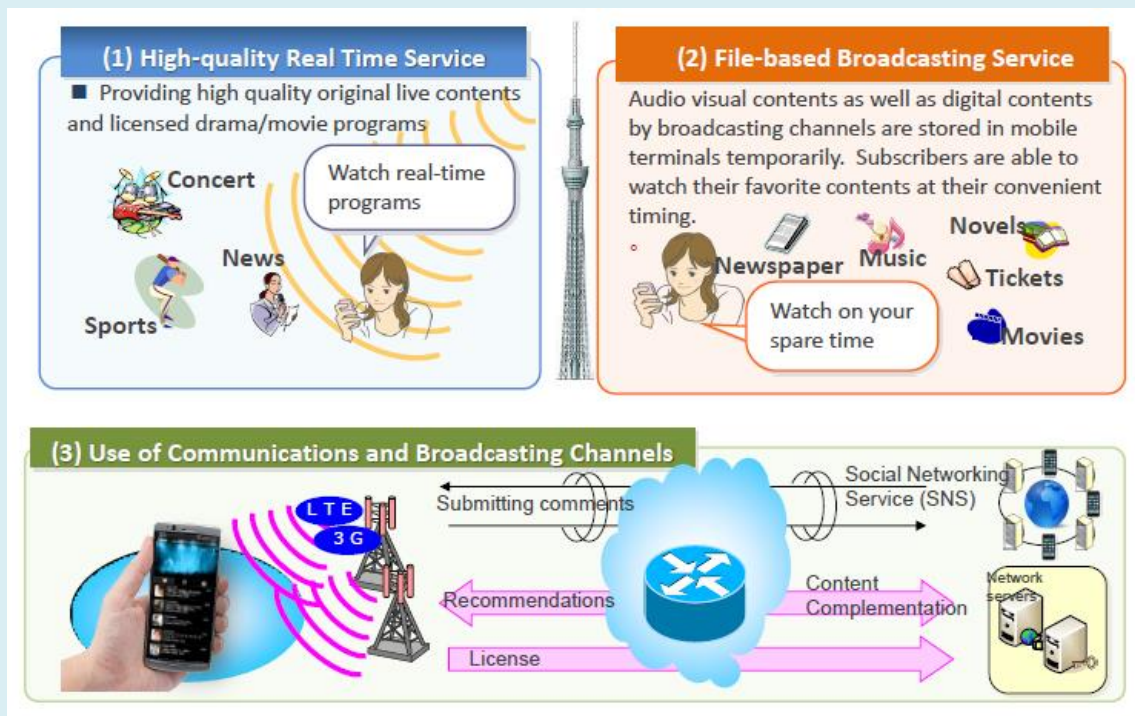 (1) High-quality Real Time Service
■ Providing high quality original live contents
and licensed drama/movie programs
Concert
Watch real-time
programs
News
Sports
(2) File-based Broadcasting Service
Audio visual contents as well as digital contents
by broadcasting channels are stored in mobile
terminals temporarily. Subscribers are able to
watch their favorite contents at their convenient
timing.
Novels
Newspaper
Music
Tickets
Watch on your
spare time
Movies
(3) Use of Communications and Broadcasting Channels
LTE
3G
Submitting comments
Social Networking
Service (SNS)
Recommendations
Content
Complementation
Network
servers
License